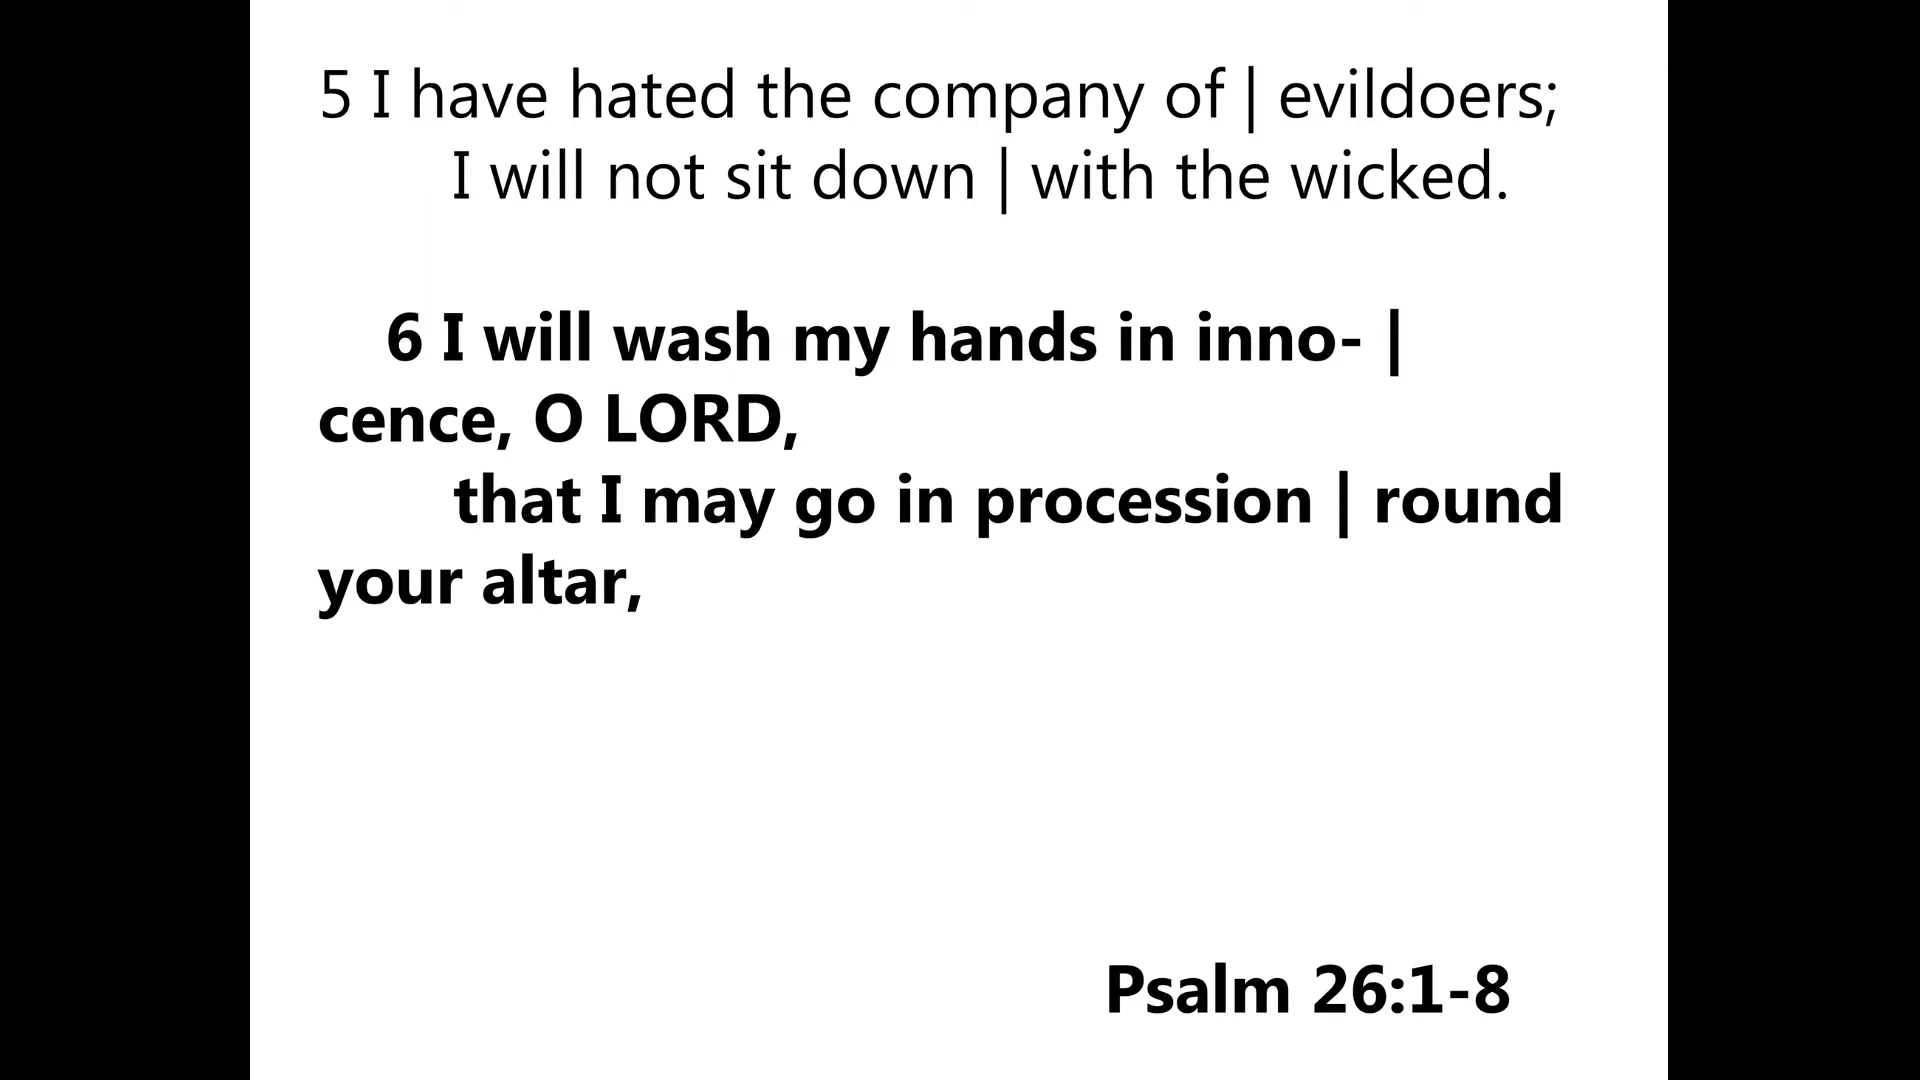 5 I have hated the company of | evildoers;
I will not sit down | with the wicked.
6 I will wash my hands in inno- |
cence, O LORD,
that I may go in procession | round
your altar,
Psalm 26:1-8